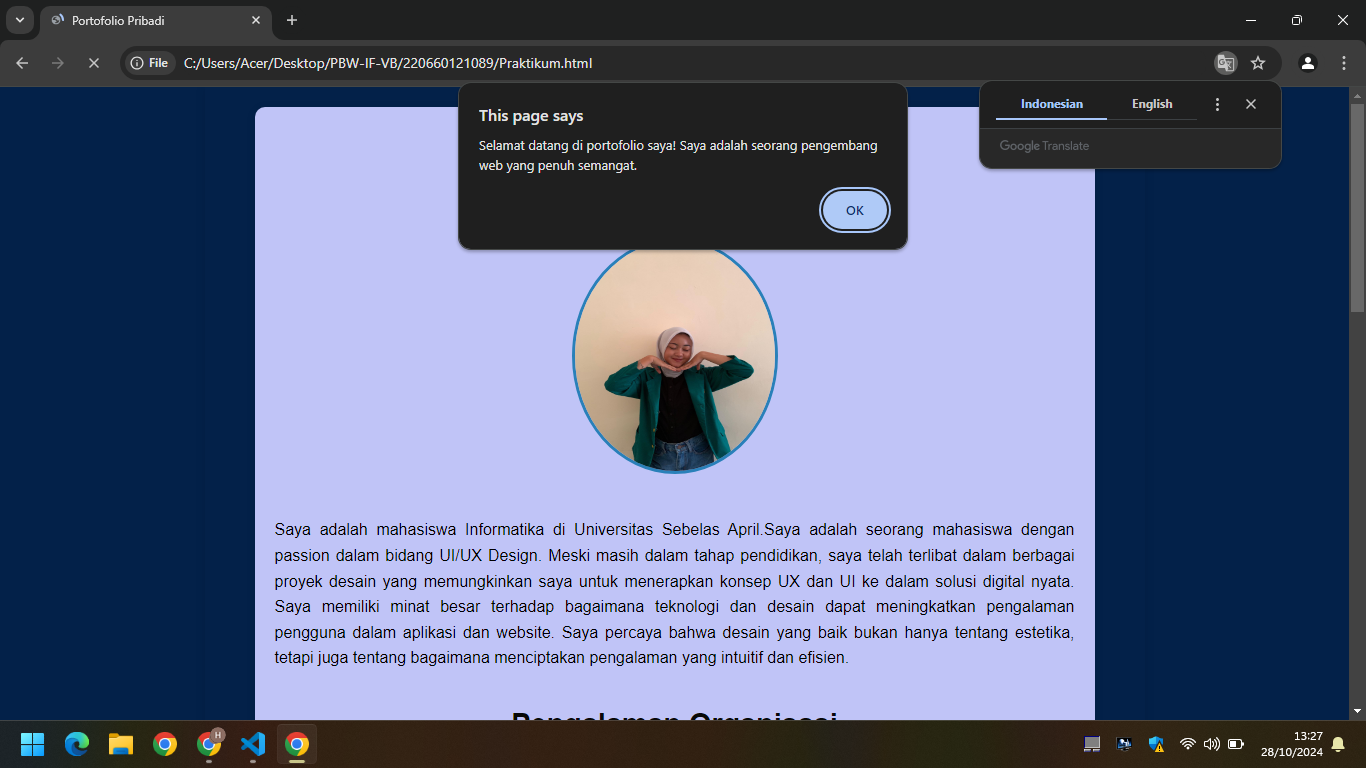 Portofolio Pribadi
File
C:/Users/Acer/Desktop/PBW-IF-VB/220660121089/Praktikum.html
This page says
Selamat datang di portofolio saya! Saya adalah seorang pengembang
web yang penuh semangat.
OK
Indonesian
English
Google Translate
Saya adalah mahasiswa Informatika di Universitas Sebelas April.Saya adalah seorang mahasiswa dengan
passion dalam bidang UI/UX Design. Meski masih dalam tahap pendidikan, saya telah terlibat dalam berbagai
proyek desain yang memungkinkan saya untuk menerapkan konsep UX dan UI ke dalam solusi digital nyata.
Saya memiliki minat besar terhadap bagaimana teknologi dan desain dapat meningkatkan pengalaman
pengguna dalam aplikasi dan website. Saya percaya bahwa desain yang baik bukan hanya tentang estetika,
tetapi juga tentang bagaimana menciptakan pengalaman yang intuitif dan efisien.
Pengalaman Organisasi
H
13:27
28/10/2024